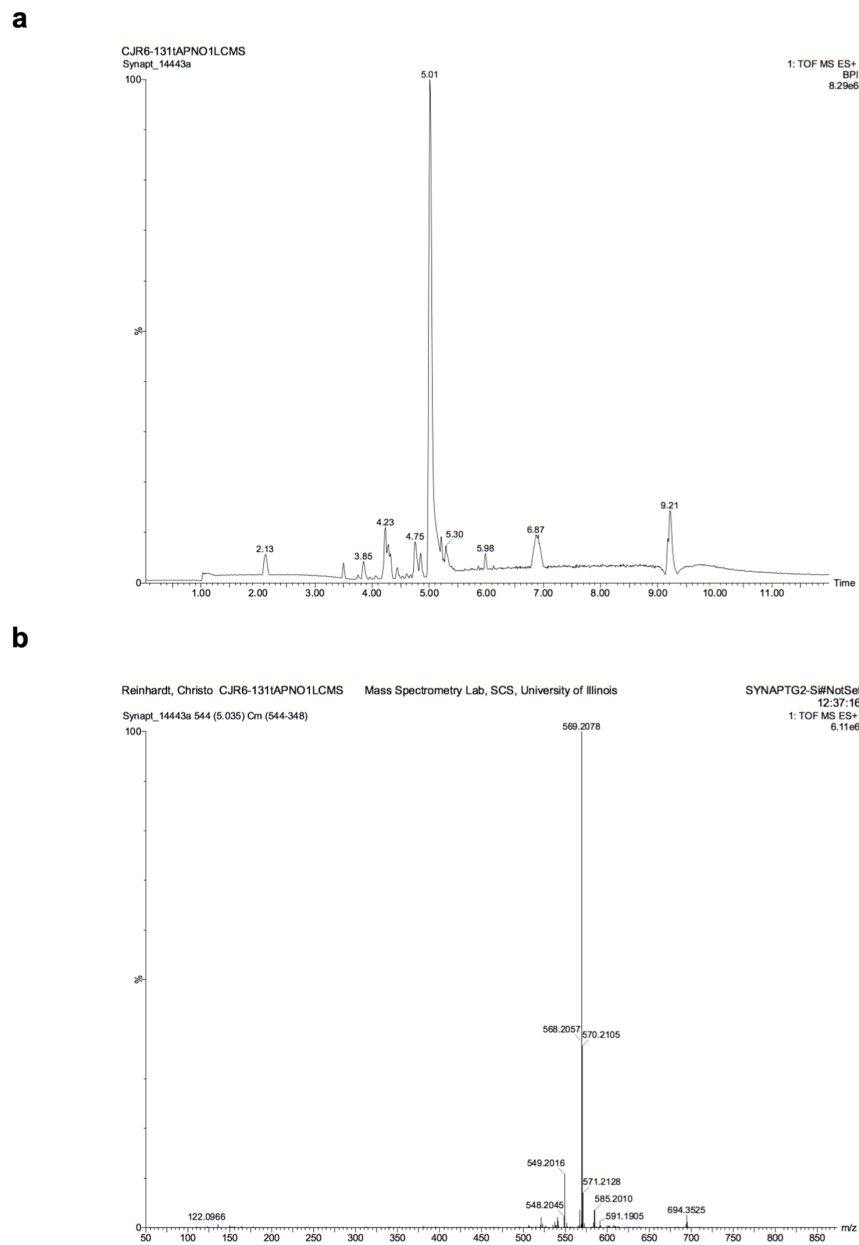 a
CJR6-131tAPNO1LCMS
Synapt_14443a
1: TOF MS ES+
BPI
8.29e6
100
%
0
5.01
2.13
3.85
4.23
4.75
5.30
5.98
6.87
9.21
1.00 2.00 3.00 4.00 5.00 6.00 7.00 8.00 9.00 10.00 11.00
Time
b
Reinhardt, Christo CJR6-131tAPNO1LCMS Mass Spectrometry Lab, SCS, University of Illinois SYNAPTG2-Si#NotSet
12:37:16
Synapt_14443a 544 (5.035) Cm (544-348)
1: TOF MS ES+
6.11e6
100
%
0
569.2078
568.2057
570.2105
549.2016
571.2128
548.2045
585.2010
591.1905
694.3525
122.0966
50 100 150 200 250 300 350 400 450 500 550 600 650 700 750 800 850
m/z